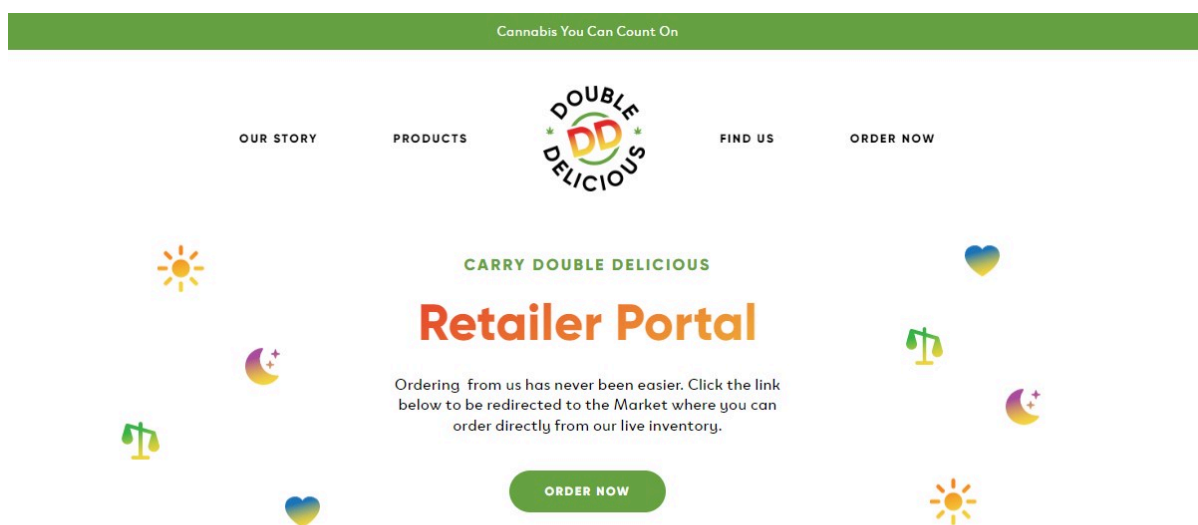 Cannabis You Can Count On
OUR STORY
PRODUCTS
DOUBLE
DD
DELICIOUS
FIND US
ORDER NOW
CARRY DOUBLE DELICIOUS
Retailer Portal
Ordering from us has never been easier. Click the link
below to be redirected to the Market where you can
order directly from our live inventory.
ORDER NOW